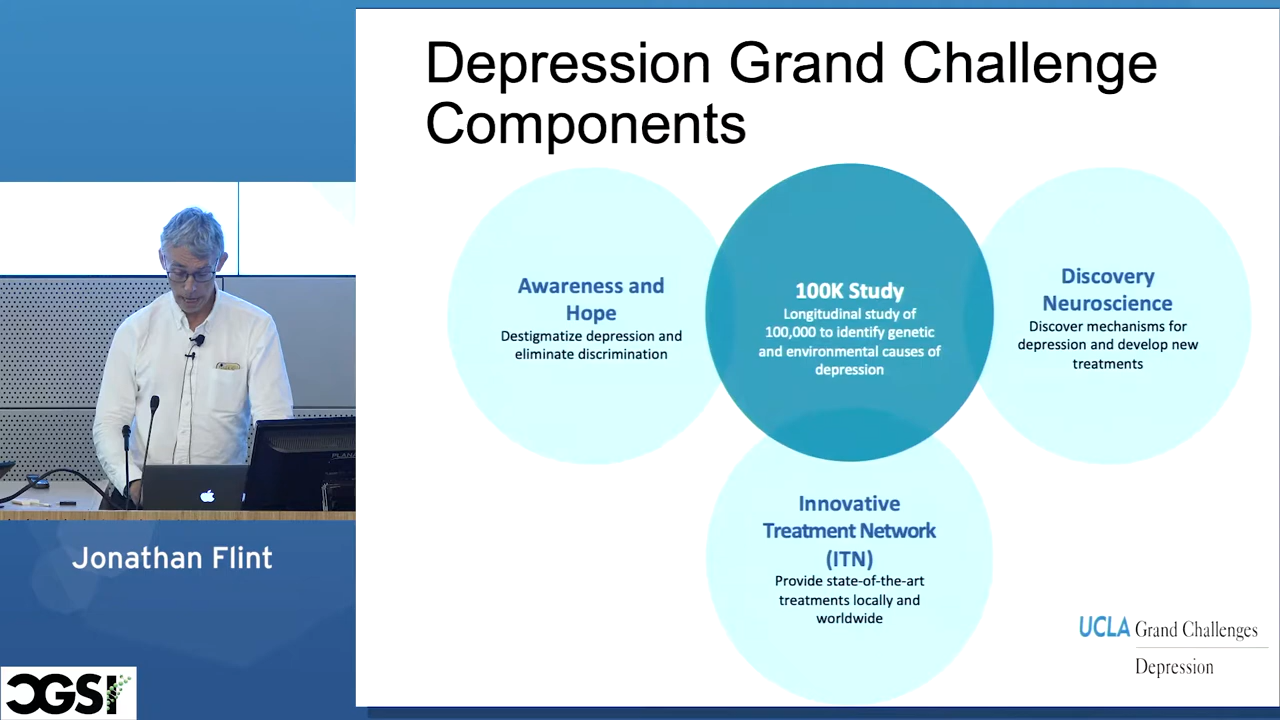 Depression Grand Challenge
Components
Awareness and
Hope
Destigmatize depression and
eliminate discrimination
100K Study
Longitudinal study of
100,000 to identify genetic
and environmental causes of
depression
Discovery
Neuroscience
Discover mechanisms for
depression and develop new
treatments
Innovative
Treatment Network
(ITN)
Provide state-of-the-art
treatments locally and
worldwide
UCLA Grand Challenges
Depression
PLANAR
Jonathan Flint
CGSI